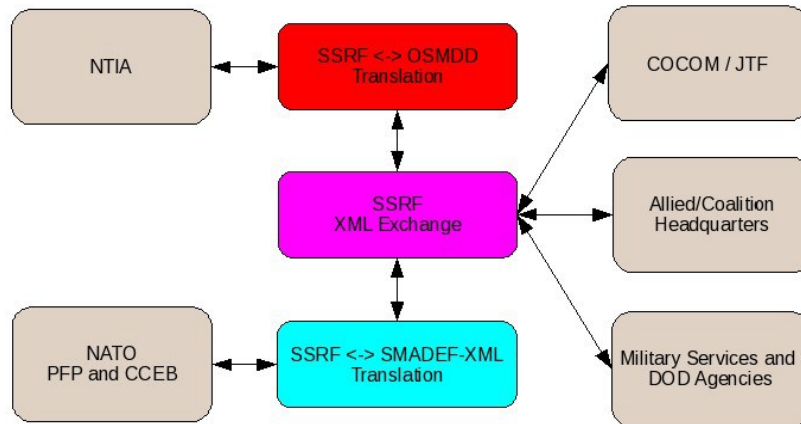 NTIA
SSRF <-> OSMDD
Translation
COCOM / JTF
SSRF
XML Exchange
Allied/Coalition
Headquarters
NATO
PFP and CCEB
SSRF <-> SMADEF-XML
Translation
Military Services and
DOD Agencies